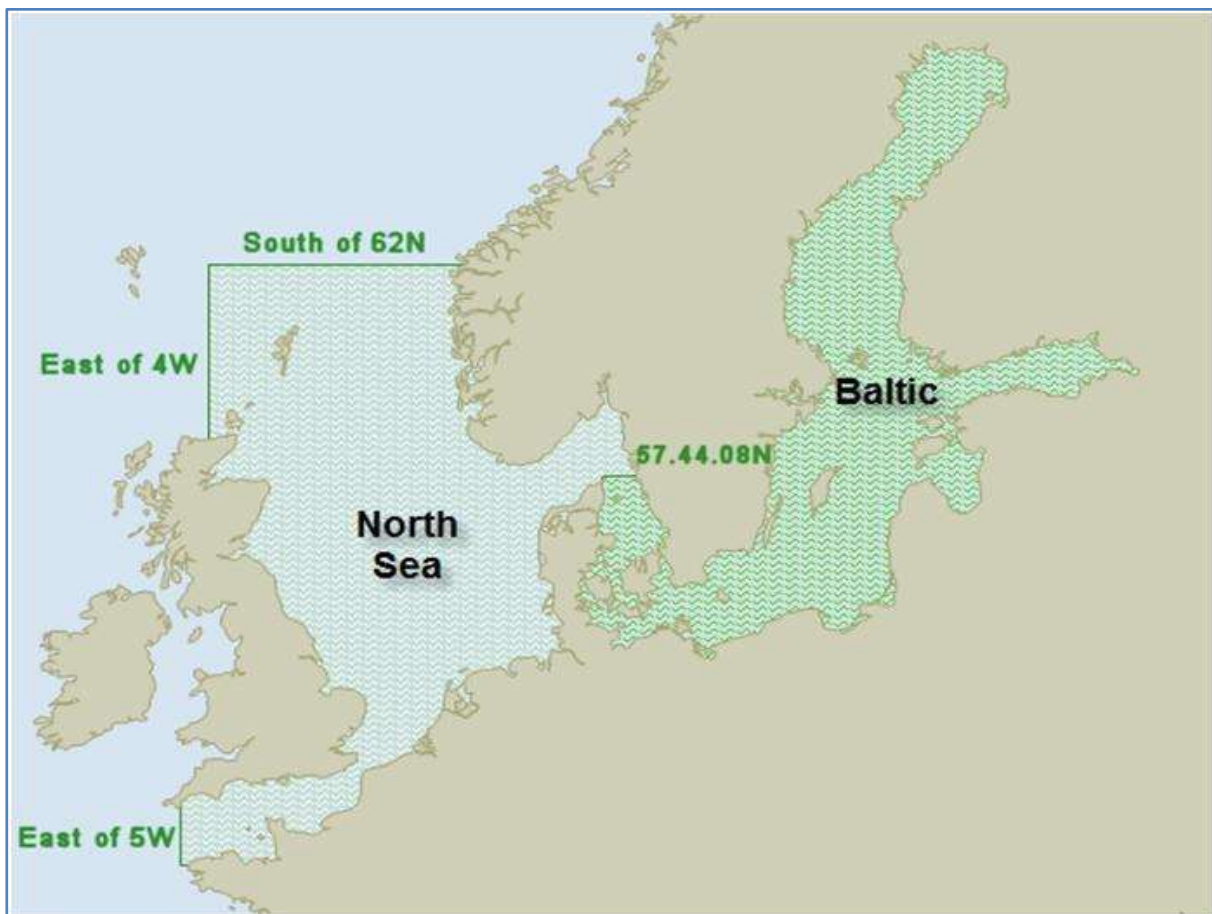 South of 62N
East of 4W
Baltic
57.44.08N
North
Sea
East of 5W